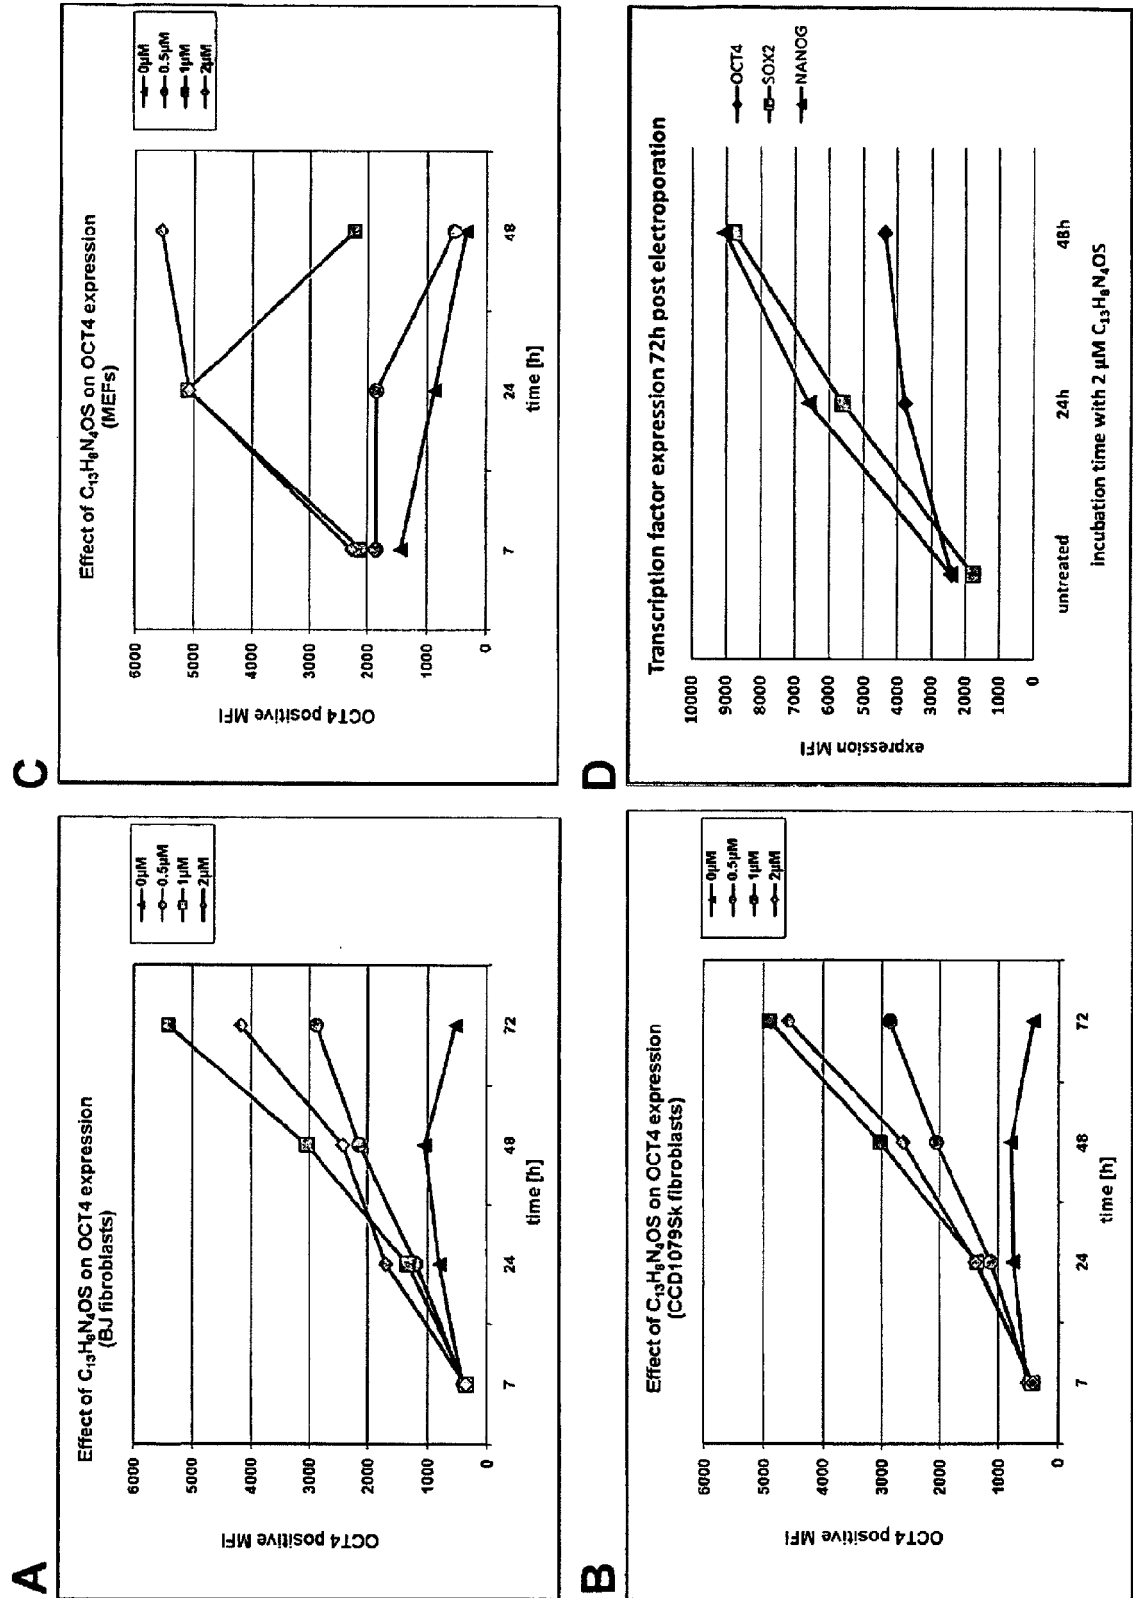 A
Effect of C₁₃H₈N₄OS on OCT4 expression
(BJ fibroblasts)
OCT4 positive MFI
6000
5000
4000
3000
2000
1000
0
7
24
48
72
time [h]
0µM
0.5µM
1µM
2µM
B
Effect of C₁₃H₈N₄OS on OCT4 expression
(CCD1079Sk fibroblasts)
OCT4 positive MFI
6000
5000
4000
3000
2000
1000
0
7
24
48
72
time [h]
0µM
0.5µM
1µM
2µM
C
Effect of C₁₃H₈N₄OS on OCT4 expression
(MEFs)
OCT4 positive MFI
6000
5000
4000
3000
2000
1000
0
7
24
48
time [h]
0µM
0.5µM
1µM
2µM
D
Transcription factor expression 72h post electroporation
expression MFI
10000
9000
8000
7000
6000
5000
4000
3000
2000
1000
0
untreated
24h
48h
incubation time with 2 µM C₁₃H₈N₄OS
OCT4
SOX2
NANOG